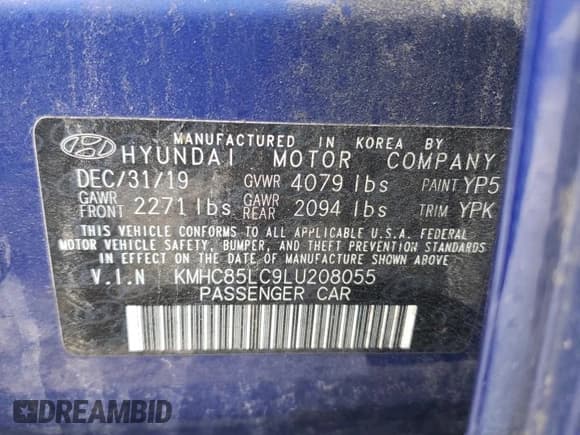 MANUFACTURED IN KOREA BY
HYUNDAI MOTOR COMPANY
DEC/31/19 GVWR 4079 lbs PAINT YP5
GAWR FRONT 2271 lbs GAWR REAR 2094 lbs TRIM YPK
THIS VEHICLE CONFORMS TO ALL APPLICABLE U.S.A. FEDERAL
MOTOR VEHICLE SAFETY, BUMPER, AND THEFT PREVENTION STANDARDS
IN EFFECT ON THE DATE OF MANUFACTURE SHOWN ABOVE.
V.I.N KMHC85LC9LU208055
PASSENGER CAR
DREAMBID